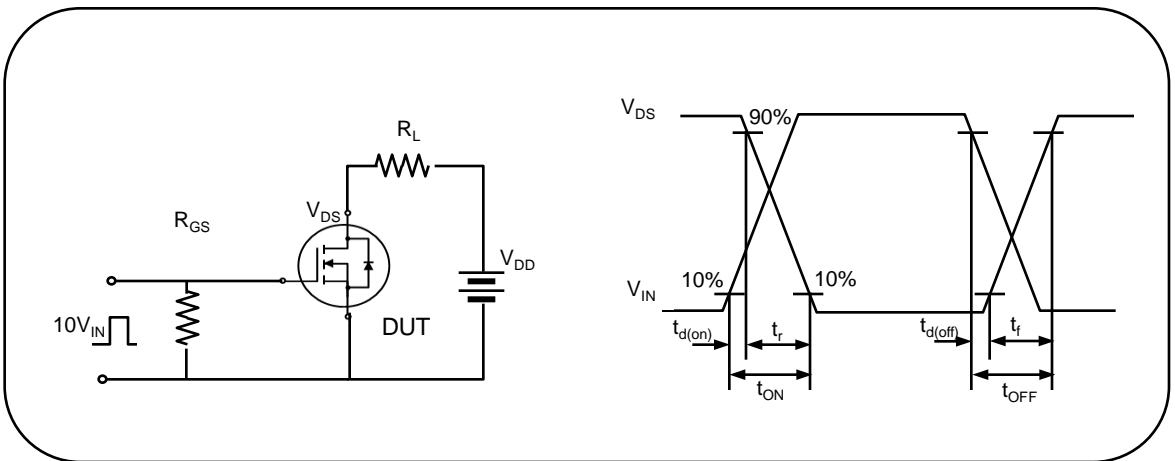 R_L
R_GS
V_DS
V_DD
10V_IN
DUT
V_DS
90%
10%
10%
V_IN
t_d(on)
t_r
t_d(off)
t_f
t_ON
t_OFF